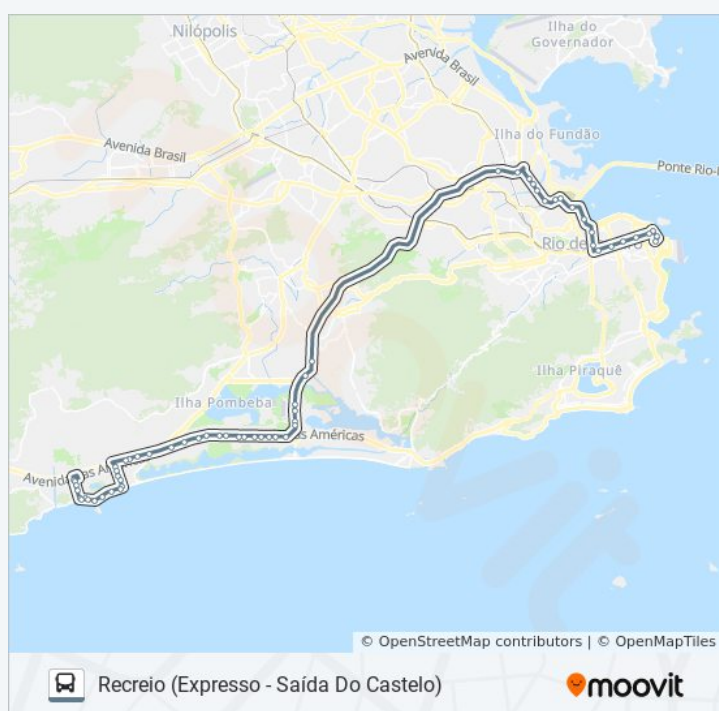 Nilópolis
Ilha do
Governador
Avenida Brasil
Ilha do Fundão
Avenida Brasil
Ponte Rio-
Rio de
Ilha Piraquê
Ilha Pombeba
Américas
Avenida
© OpenStreetMap contributors | © OpenMapTiles
Recreio (Expresso - Saída Do Castelo)
moovit